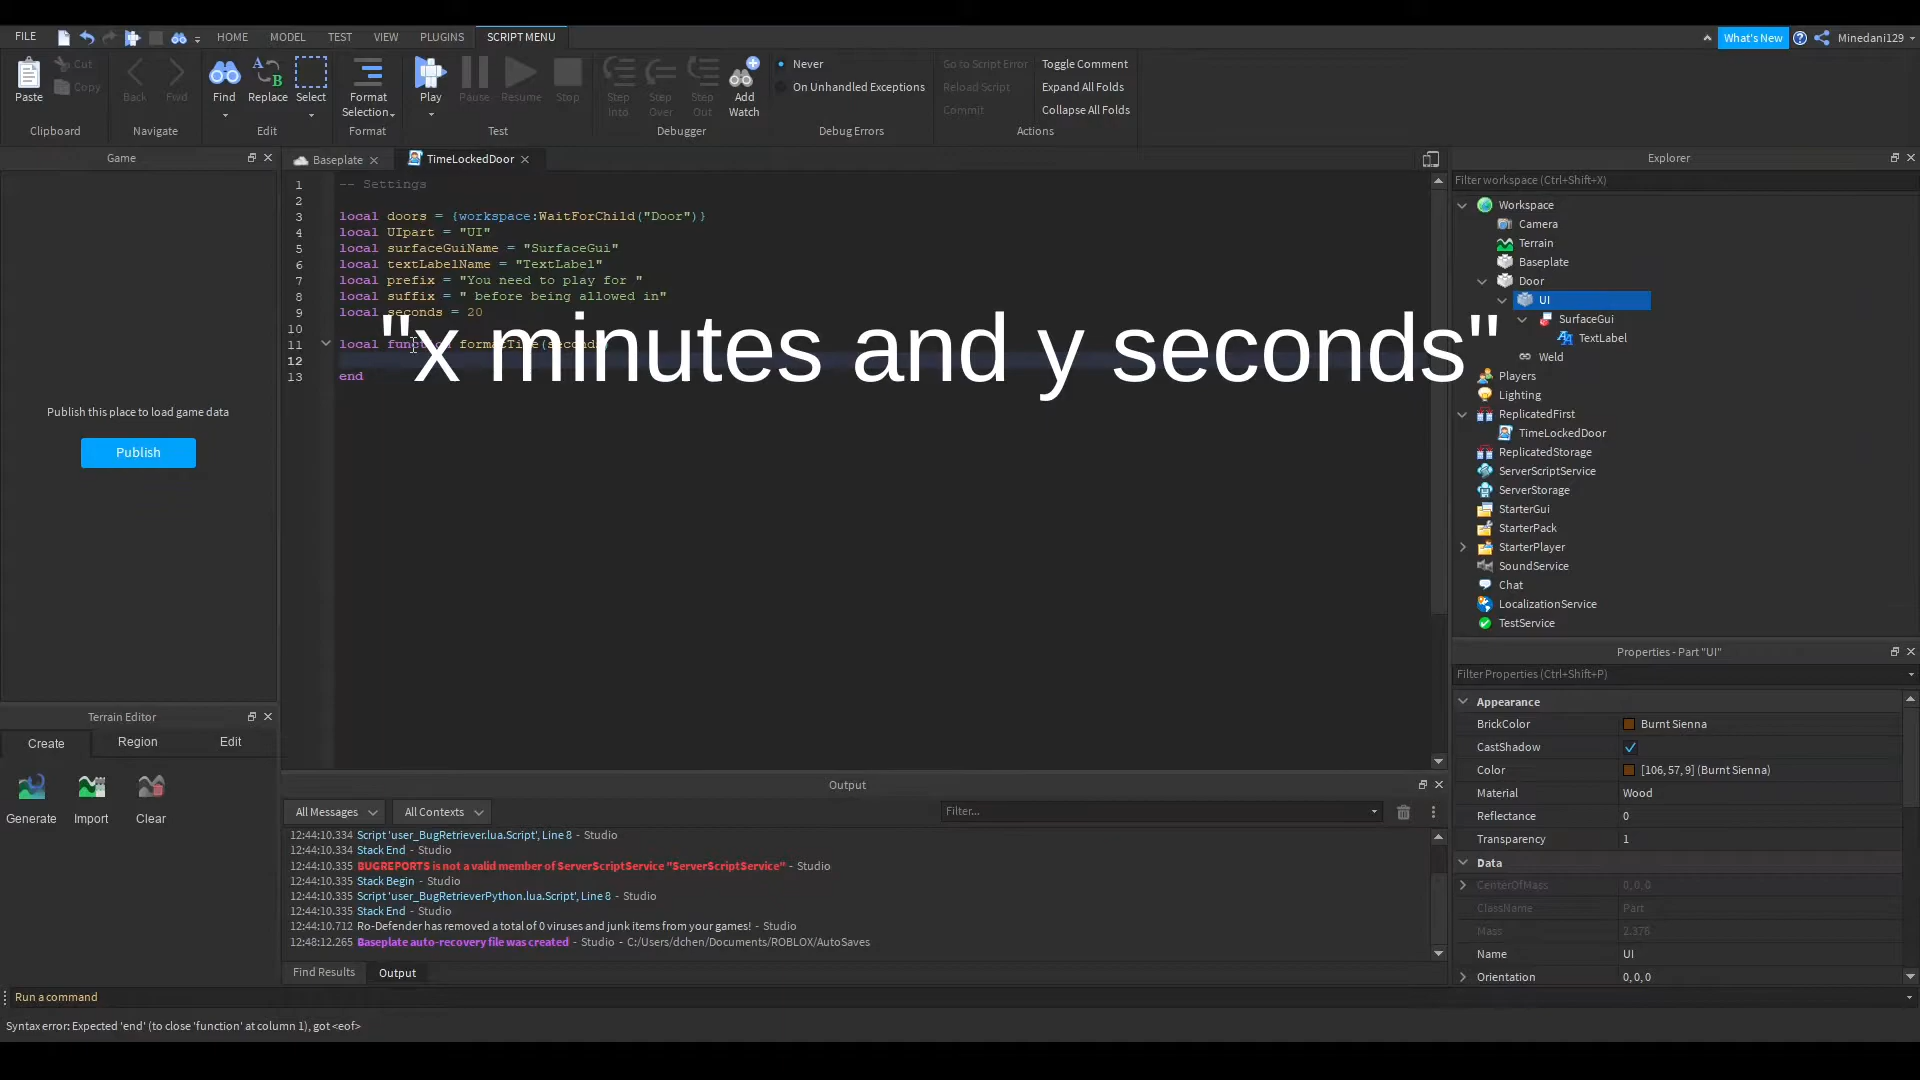 FILE
HOME
MODEL
TEST
VIEW
PLUGINS
SCRIPT MENU
What's New
Minedani129
Paste
Cut
Copy
Clipboard
Back
Fwd
Navigate
Find
Replace
Select
Edit
Format
Selection
Format
Play
Pause
Resume
Stop
Test
Step
Into
Step
Over
Step
Out
Add
Watch
Debugger
Never
On Unhandled Exceptions
Debug Errors
Go to Script Error
Reload Script
Commit
Toggle Comment
Expand All Folds
Collapse All Folds
Actions
Game
Publish this place to load game data
Publish
Terrain Editor
Create
Region
Edit
Generate
Import
Clear
Baseplate
TimeLockedDoor
1 -- Settings
2
3 local doors = {workspace:WaitForChild("Door")}
4 local UIpart = "UI"
5 local surfaceGuiName = "SurfaceGui"
6 local textLabelName = "TextLabel"
7 local prefix = "You need to play for "
8 local suffix = " before being allowed in"
9 local seconds = 20
10
11 local function formatTime(seconds)
12
13 end
"x minutes and y seconds"
Output
All Messages
All Contexts
Filter...
12:44:10.334 Script 'user_BugRetriever.lua.Script', Line 8 - Studio
12:44:10.334 Stack End - Studio
12:44:10.335 BUGREPORTS is not a valid member of ServerScriptService "ServerScriptService" - Studio
12:44:10.335 Stack Begin - Studio
12:44:10.335 Script 'user_BugRetrieverPython.lua.Script', Line 8 - Studio
12:44:10.335 Stack End - Studio
12:44:10.712 Ro-Defender has removed a total of 0 viruses and junk items from your games! - Studio
12:48:12.265 Baseplate auto-recovery file was created - Studio - C:/Users/dchen/Documents/ROBLOX/AutoSaves
Find Results
Output
Run a command
Syntax error: Expected 'end' (to close 'function' at column 1), got <eof>
Explorer
Filter workspace (Ctrl+Shift+X)
Workspace
Camera
Terrain
Baseplate
Door
UI
SurfaceGui
TextLabel
Weld
Players
Lighting
ReplicatedFirst
TimeLockedDoor
ReplicatedStorage
ServerScriptService
ServerStorage
StarterGui
StarterPack
StarterPlayer
SoundService
Chat
LocalizationService
TestService
Properties - Part "UI"
Filter Properties (Ctrl+Shift+P)
Appearance
BrickColor Burnt Sienna
CastShadow
Color [106, 57, 9] (Burnt Sienna)
Material Wood
Reflectance 0
Transparency 1
Data
CenterOfMass 0, 0, 0
ClassName Part
Mass 2.376
Name UI
Orientation 0, 0, 0